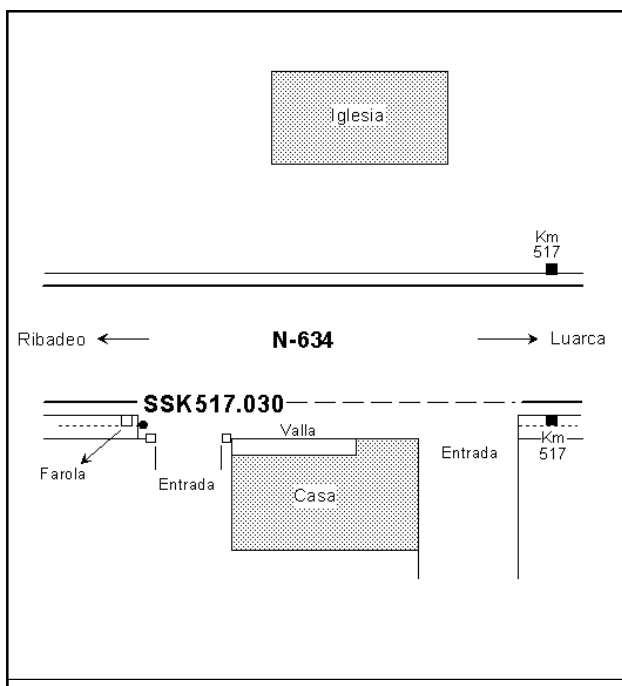 Iglesia
Km
517
Ribadeo
N-634
Luarca
SSK517.030
Valla
Entrada
Km
517
Farola
Entrada
Casa